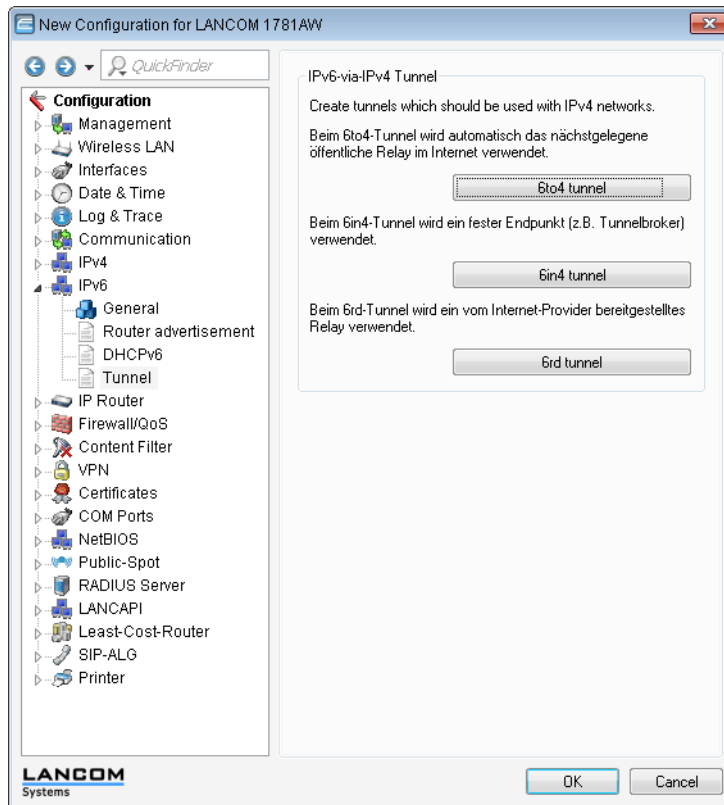 New Configuration for LANCOM 1781AW
QuickFinder
Configuration
Management
Wireless LAN
Interfaces
Date & Time
Log & Trace
Communication
IPv4
IPv6
General
Router advertisement
DHCPv6
Tunnel
IP Router
Firewall/QoS
Content Filter
VPN
Certificates
COM Ports
NetBIOS
Public-Spot
RADIUS Server
LANCAPI
Least-Cost-Router
SIP-ALG
Printer
IPv6-via-IPv4 Tunnel
Create tunnels which should be used with IPv4 networks.
Beim 6to4-Tunnel wird automatisch das nächstgelegene
öffentliche Relay im Internet verwendet.
6to4 tunnel
Beim 6in4-Tunnel wird ein fester Endpunkt (z.B. Tunnelbroker)
verwendet.
6in4 tunnel
Beim 6rd-Tunnel wird ein vom Internet-Provider bereitgestelltes
Relay verwendet.
6rd tunnel
LANCOM
Systems
OK
Cancel